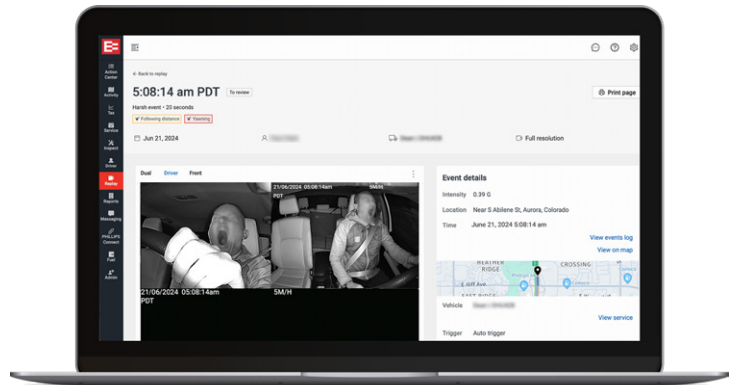 E
Back to replay
5:08:14 am PDT To review
Print page
Harsh event • 23 seconds
Following distance Yawning
Jun 21, 2024
Full resolution
Action
Center
Activity
Tax
Service
Inspect
Driver
Replay
Reports
Messaging
PHILLIPS
Connect
Fuel
Admin
Dual Driver Front
21/06/2024 05:08:14am 5M/H
PDT
21/06/2024 05:08:14am 5M/H
PDT
Event details
Intensity 0.39 G
Location Near S Abilene St, Aurora, Colorado
Time June 21, 2024 5:08:14 am
View events log
View on map
HEATHER
RIDGE
CROSSING
E Iliff Ave.
Vehicle
View service
Trigger Auto trigger